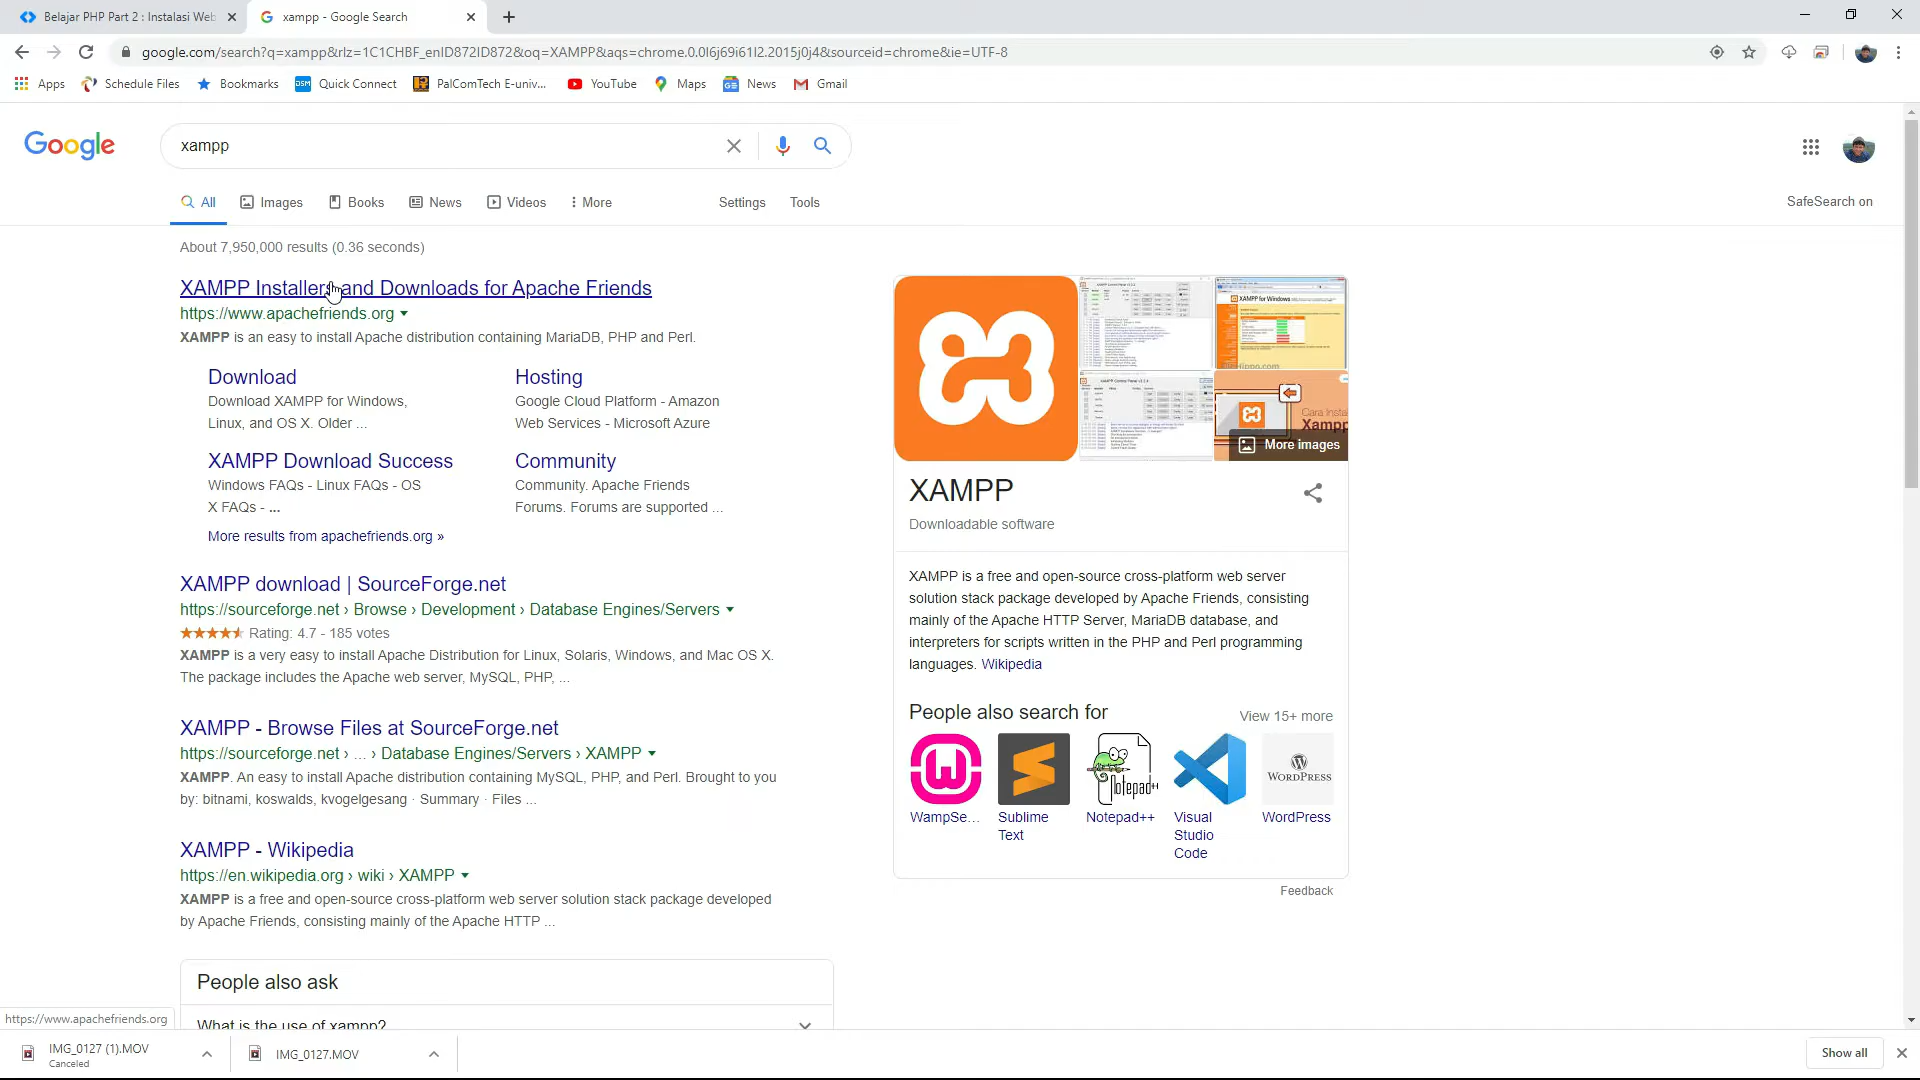 Belajar PHP Part 2 : Instalasi Web
xampp - Google Search
google.com/search?q=xampp&rlz=1C1CHBF_enID872ID872&oq=XAMPP&aqs=chrome.0.0l6j69i61l2.2015j0j4&sourceid=chrome&ie=UTF-8
Apps Schedule Files Bookmarks Quick Connect PalComTech E-univ... YouTube Maps News Gmail
Google
xampp
All Images Books News Videos More Settings Tools
SafeSearch on
About 7,950,000 results (0.36 seconds)
XAMPP Installers and Downloads for Apache Friends
https://www.apachefriends.org
XAMPP is an easy to install Apache distribution containing MariaDB, PHP and Perl.
Download
Download XAMPP for Windows,
Linux, and OS X. Older ...
Hosting
Google Cloud Platform - Amazon
Web Services - Microsoft Azure
XAMPP Download Success
Windows FAQs - Linux FAQs - OS
X FAQs - ...
Community
Community. Apache Friends
Forums. Forums are supported ...
More results from apachefriends.org »
XAMPP download | SourceForge.net
https://sourceforge.net › Browse › Development › Database Engines/Servers
Rating: 4.7 - 185 votes
XAMPP is a very easy to install Apache Distribution for Linux, Solaris, Windows, and Mac OS X.
The package includes the Apache web server, MySQL, PHP, ...
XAMPP - Browse Files at SourceForge.net
https://sourceforge.net › ... › Database Engines/Servers › XAMPP
XAMPP. An easy to install Apache distribution containing MySQL, PHP, and Perl. Brought to you
by: bitnami, koswalds, kvogelgesang · Summary · Files ...
XAMPP - Wikipedia
https://en.wikipedia.org › wiki › XAMPP
XAMPP is a free and open-source cross-platform web server solution stack package developed
by Apache Friends, consisting mainly of the Apache HTTP ...
People also ask
What is the use of xampp?
XAMPP for Windows
Cara Insta
Xampp
More images
XAMPP
Downloadable software
XAMPP is a free and open-source cross-platform web server
solution stack package developed by Apache Friends, consisting
mainly of the Apache HTTP Server, MariaDB database, and
interpreters for scripts written in the PHP and Perl programming
languages. Wikipedia
People also search for
View 15+ more
Notepad++
WORDPRESS
WampSe...
Sublime
Text
Notepad++
Visual
Studio
Code
WordPress
Feedback
https://www.apachefriends.org
IMG_0127 (1).MOV
Canceled
IMG_0127.MOV
Show all